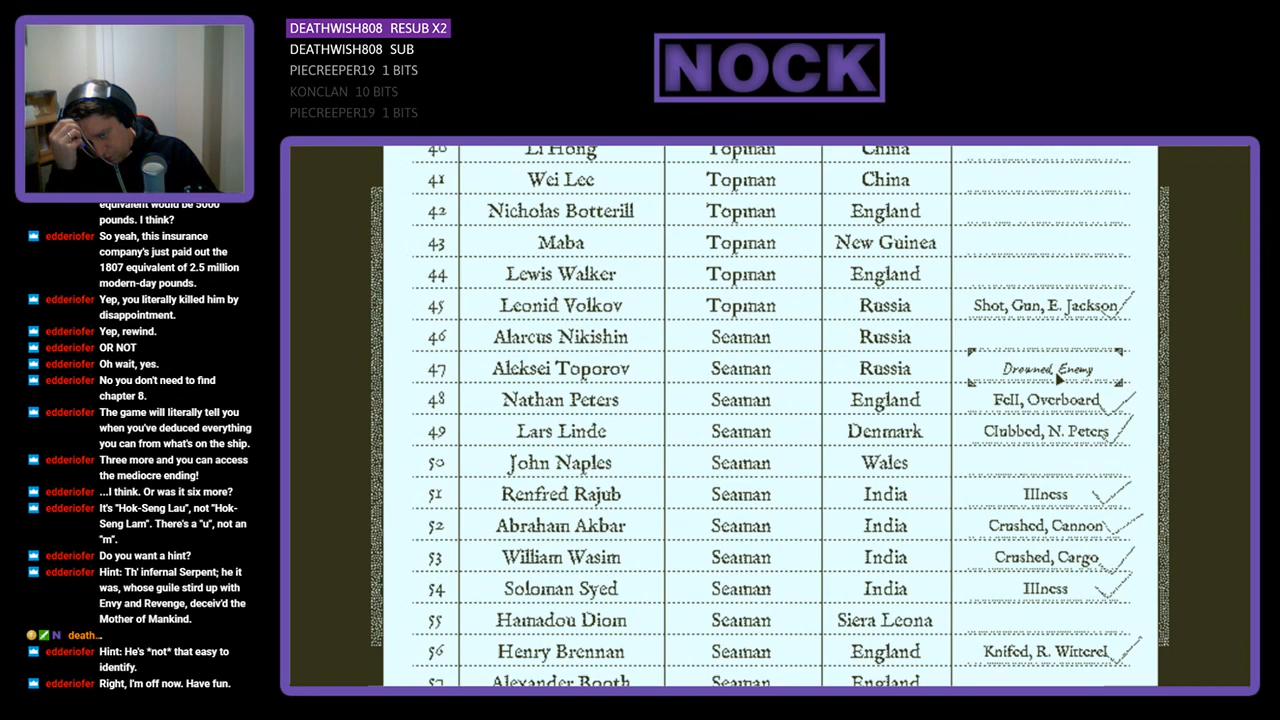 DEATHWISH808 RESUB X2
DEATHWISH808 SUB
PIECREEPER19 1 BITS
KONCLAN 10 BITS
PIECREEPER19 1 BITS
NOCK
equivalent would be 5000
pounds. I think?
edderiofer So yeah, this insurance
company's just paid out the
1807 equivalent of 2.5 million
modern-day pounds.
edderiofer Yep, you literally killed him by
disappointment.
edderiofer Yep, rewind.
edderiofer OR NOT
edderiofer Oh wait, yes.
edderiofer No you don't need to find
chapter 8.
edderiofer The game will literally tell you
when you've deduced everything
you can from what's on the ship.
edderiofer Three more and you can access
the mediocre ending!
edderiofer ...I think. Or was it six more?
edderiofer It's "Hok-Seng Lau", not "Hok-
Seng Lam". There's a "u", not an
"m".
edderiofer Do you want a hint?
edderiofer Hint: Th' infernal Serpent; he it
was, whose guile stird up with
Envy and Revenge, deceiv'd the
Mother of Mankind.
N death... .
edderiofer Hint: He's *not* that easy to
identify.
edderiofer Right, I'm off now. Have fun.
40 Li Hong Topman China
41 Wei Lee Topman China
42 Nicholas Botterill Topman England
43 Maba Topman New Guinea
44 Lewis Walker Topman England
45 Leonid Volkov Topman Russia Shot, Gun, E. Jackson
46 Alarcus Nikishin Seaman Russia
47 Aleksei Toporov Seaman Russia Drowned, Enemy
48 Nathan Peters Seaman England Fell, Overboard
49 Lars Linde Seaman Denmark Clubbed, N. Peters
50 John Naples Seaman Wales
51 Renfred Rajub Seaman India Illness
52 Abraham Akbar Seaman India Crushed, Cannon
53 William Wasim Seaman India Crushed, Cargo
54 Soloman Syed Seaman India Illness
55 Hamadou Diom Seaman Siera Leona
56 Henry Brennan Seaman England Knifed, R. Witterel
57 Alexander Booth Seaman England